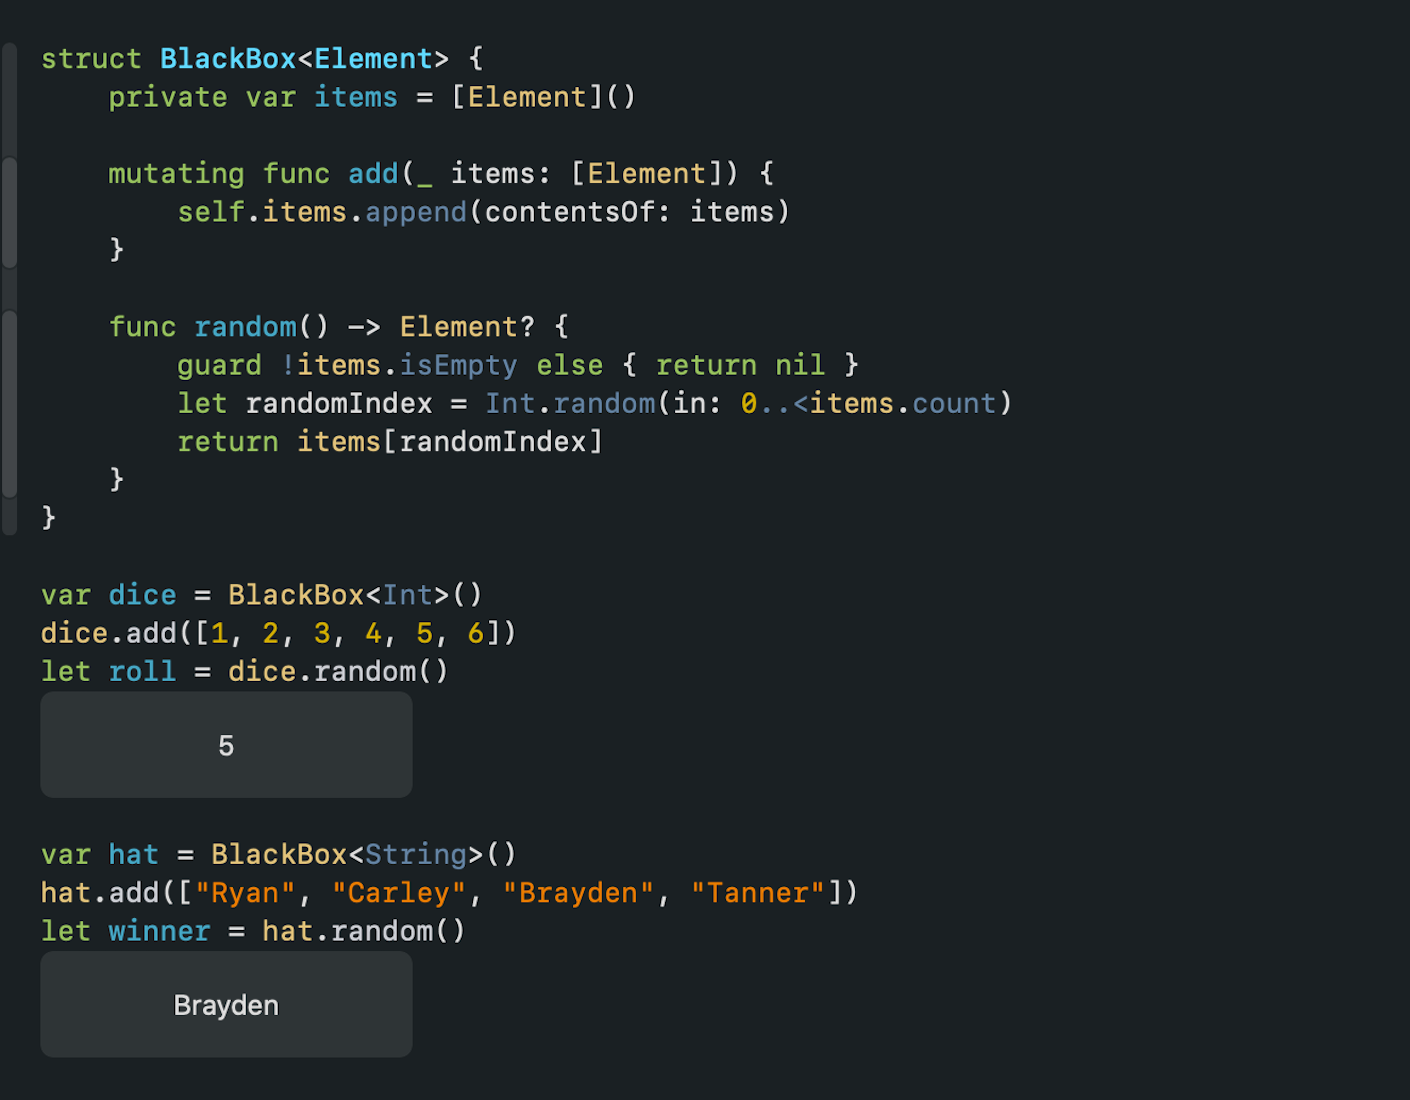 struct BlackBox<Element> {
    private var items = [Element]()

    mutating func add(_ items: [Element]) {
        self.items.append(contentsOf: items)
    }

    func random() -> Element? {
        guard !items.isEmpty else { return nil }
        let randomIndex = Int.random(in: 0..<items.count)
        return items[randomIndex]
    }
}

var dice = BlackBox<Int>()
dice.add([1, 2, 3, 4, 5, 6])
let roll = dice.random()
5

var hat = BlackBox<String>()
hat.add(["Ryan", "Carley", "Brayden", "Tanner"])
let winner = hat.random()
Brayden